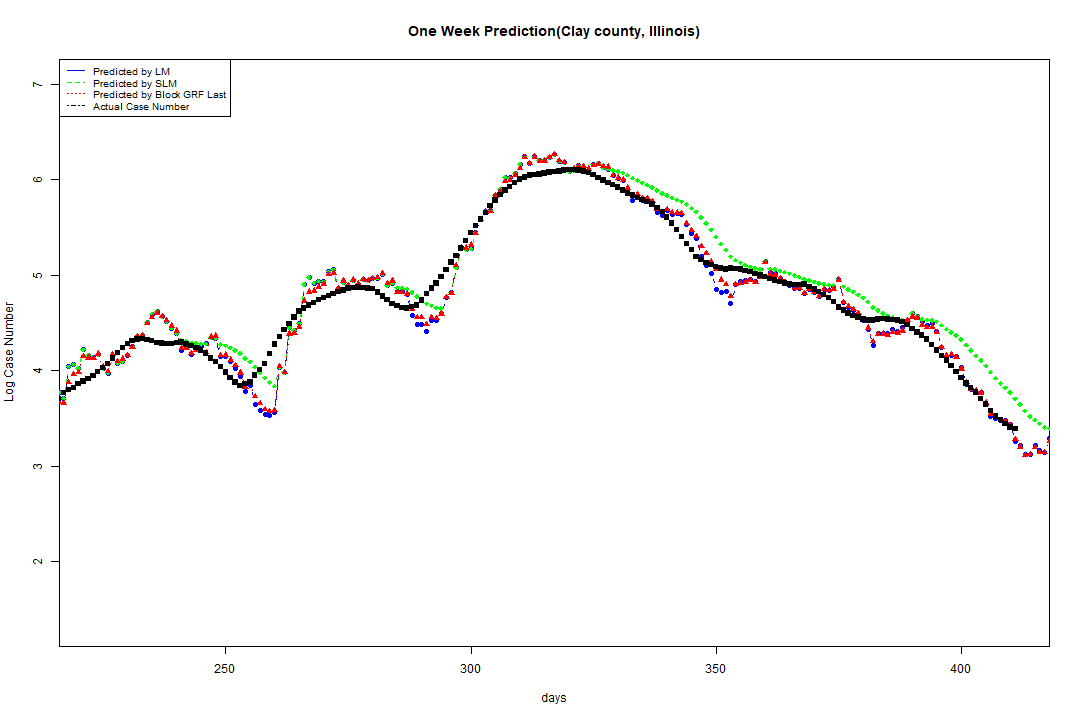 One Week Prediction(Clay county, Illinois)
Predicted by LM
Predicted by SLM
Predicted by Block GRF Last
Actual Case Number
7
6
5
4
3
2
Log Case Number
250
300
350
400
days